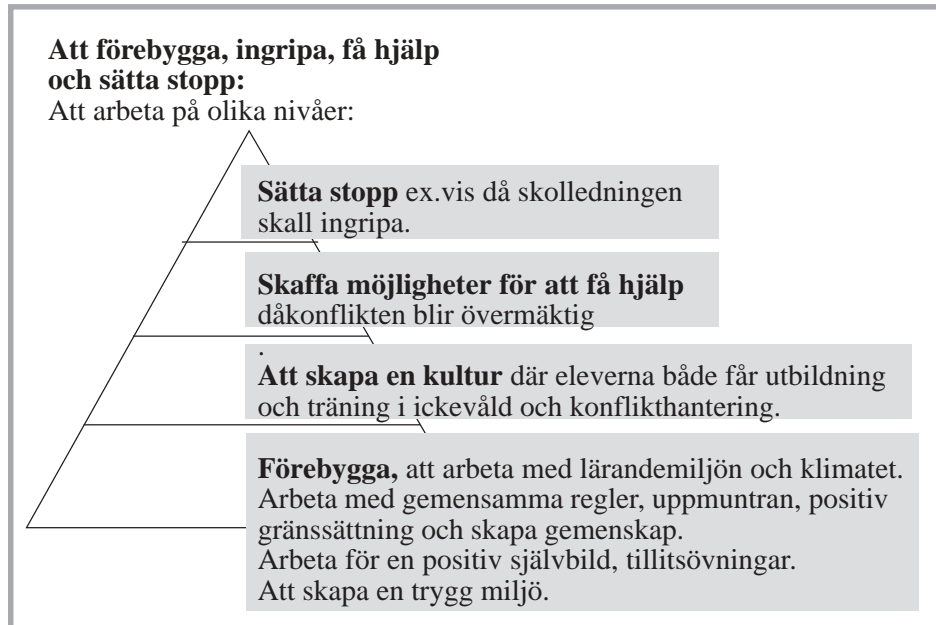 Att förebygga, ingripa, få hjälp
och sätta stopp:
Att arbeta på olika nivåer:
Sätta stopp ex.vis då skolledningen
skall ingripa.
Skaffa möjligheter för att få hjälp
dåkonflikten blir övermäktig
.
Att skapa en kultur där eleverna både får utbildning
och träning i ickevåld och konflikthantering.
Förebygga, att arbeta med lärandemiljön och klimatet.
Arbeta med gemensamma regler, uppmuntran, positiv
gränssättning och skapa gemenskap.
Arbeta för en positiv självbild, tillitsövningar.
Att skapa en trygg miljö.